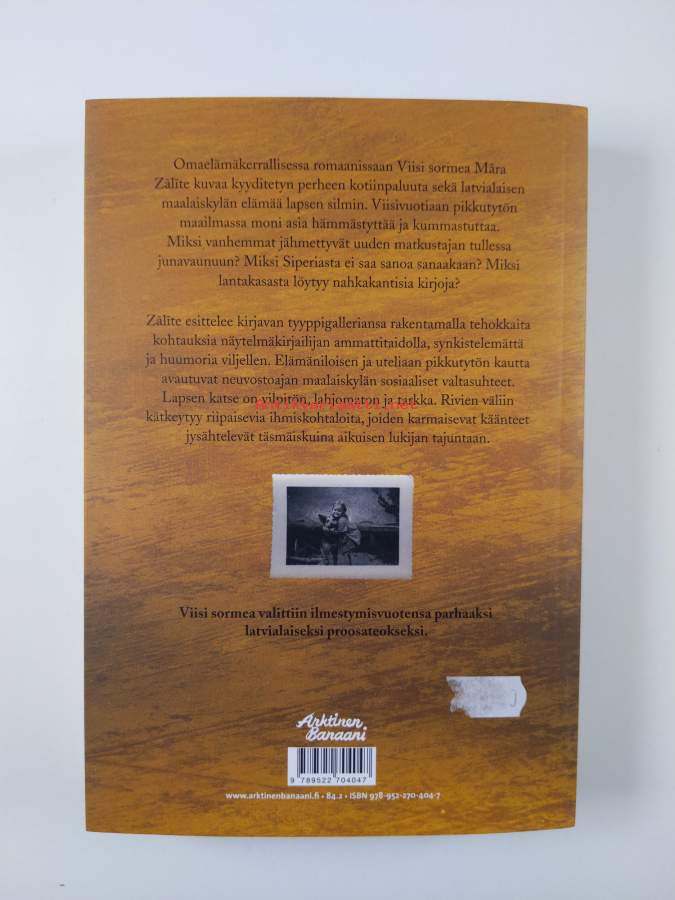 Omaelämäkerrallisessa romaanissaan Viisi sormea Māra
Zālīte kuvaa kyyditetyn perheen kotiinpaluuta sekä latvialaisen
maalaiskylän elämää lapsen silmin. Viisivuotiaan pikkutytön
maailmassa moni asia hämmästyttää ja kummastuttaa.
Miksi vanhemmat jähmettyvät uuden matkustajan tullessa
junavaunuun? Miksi Siperiasta ei saa sanoa sanaakaan? Miksi
lantakasasta löytyy nahkakantisia kirjoja?
Zālīte esittelee kirjavan tyyppigalleriansa rakentamalla tehokkaita
kohtauksia näytelmäkirjailijan ammattitaidolla, synkistelemättä
ja huumoria viljellen. Elämäniloisen ja uteliaan pikkutytön kautta
avautuvat neuvostoajan maalaiskylän sosiaaliset valtasuhteet.
Lapsen katse on vilpitön, lahjomaton ja tarkka. Rivien väliin
kätkeytyy riipaisevia ihmiskohtaloita, joiden karmaisevat käänteet
jysähtelevät täsmäiskuina aikuisen lukijan tajuntaan.
Viisi sormea valittiin ilmestymisvuotensa parhaaksi
latvialaiseksi proosateokseksi.
Arktinen
Banaani
9 789522 704047
www.arktinenbanaani.fi • 84.2 • ISBN 978-952-270-404-7